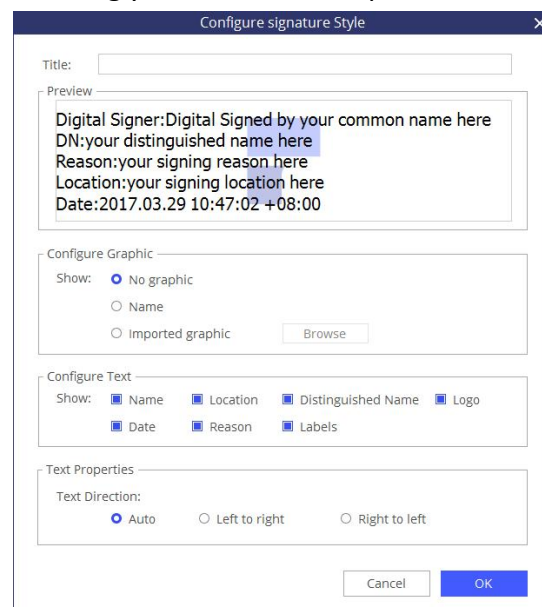 Configure signature Style
Title:
Preview
Digital Signer:Digital Signed by your common name here
DN:your distinguished name here
Reason:your signing reason here
Location:your signing location here
Date:2017.03.29 10:47:02 +08:00
Configure Graphic
Show: No graphic
Name
Imported graphic Browse
Configure Text
Show: Name Location Distinguished Name Logo
Date Reason Labels
Text Properties
Text Direction:
Auto Left to right Right to left
Cancel OK